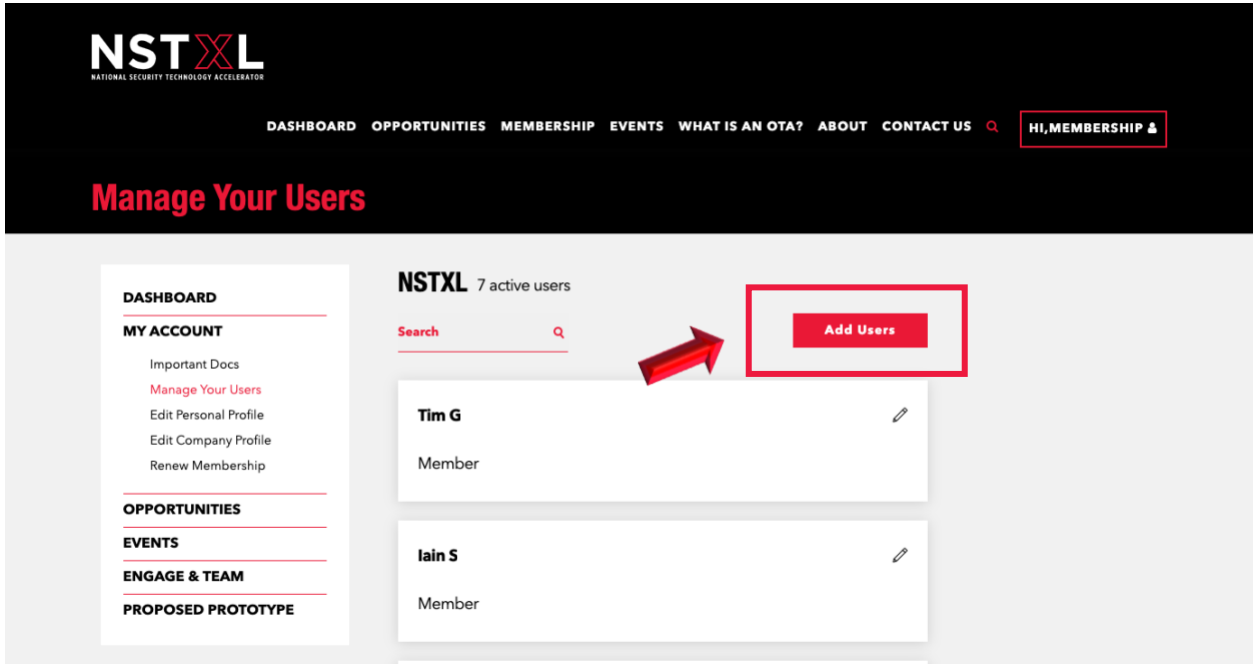 NSTXL
NATIONAL SECURITY TECHNOLOGY ACCELERATOR
DASHBOARD OPPORTUNITIES MEMBERSHIP EVENTS WHAT IS AN OTA? ABOUT CONTACT US HI,MEMBERSHIP
Manage Your Users
DASHBOARD
MY ACCOUNT
Important Docs
Manage Your Users
Edit Personal Profile
Edit Company Profile
Renew Membership
OPPORTUNITIES
EVENTS
ENGAGE & TEAM
PROPOSED PROTOTYPE
NSTXL 7 active users
Search
Add Users
Tim G
Member
Iain S
Member